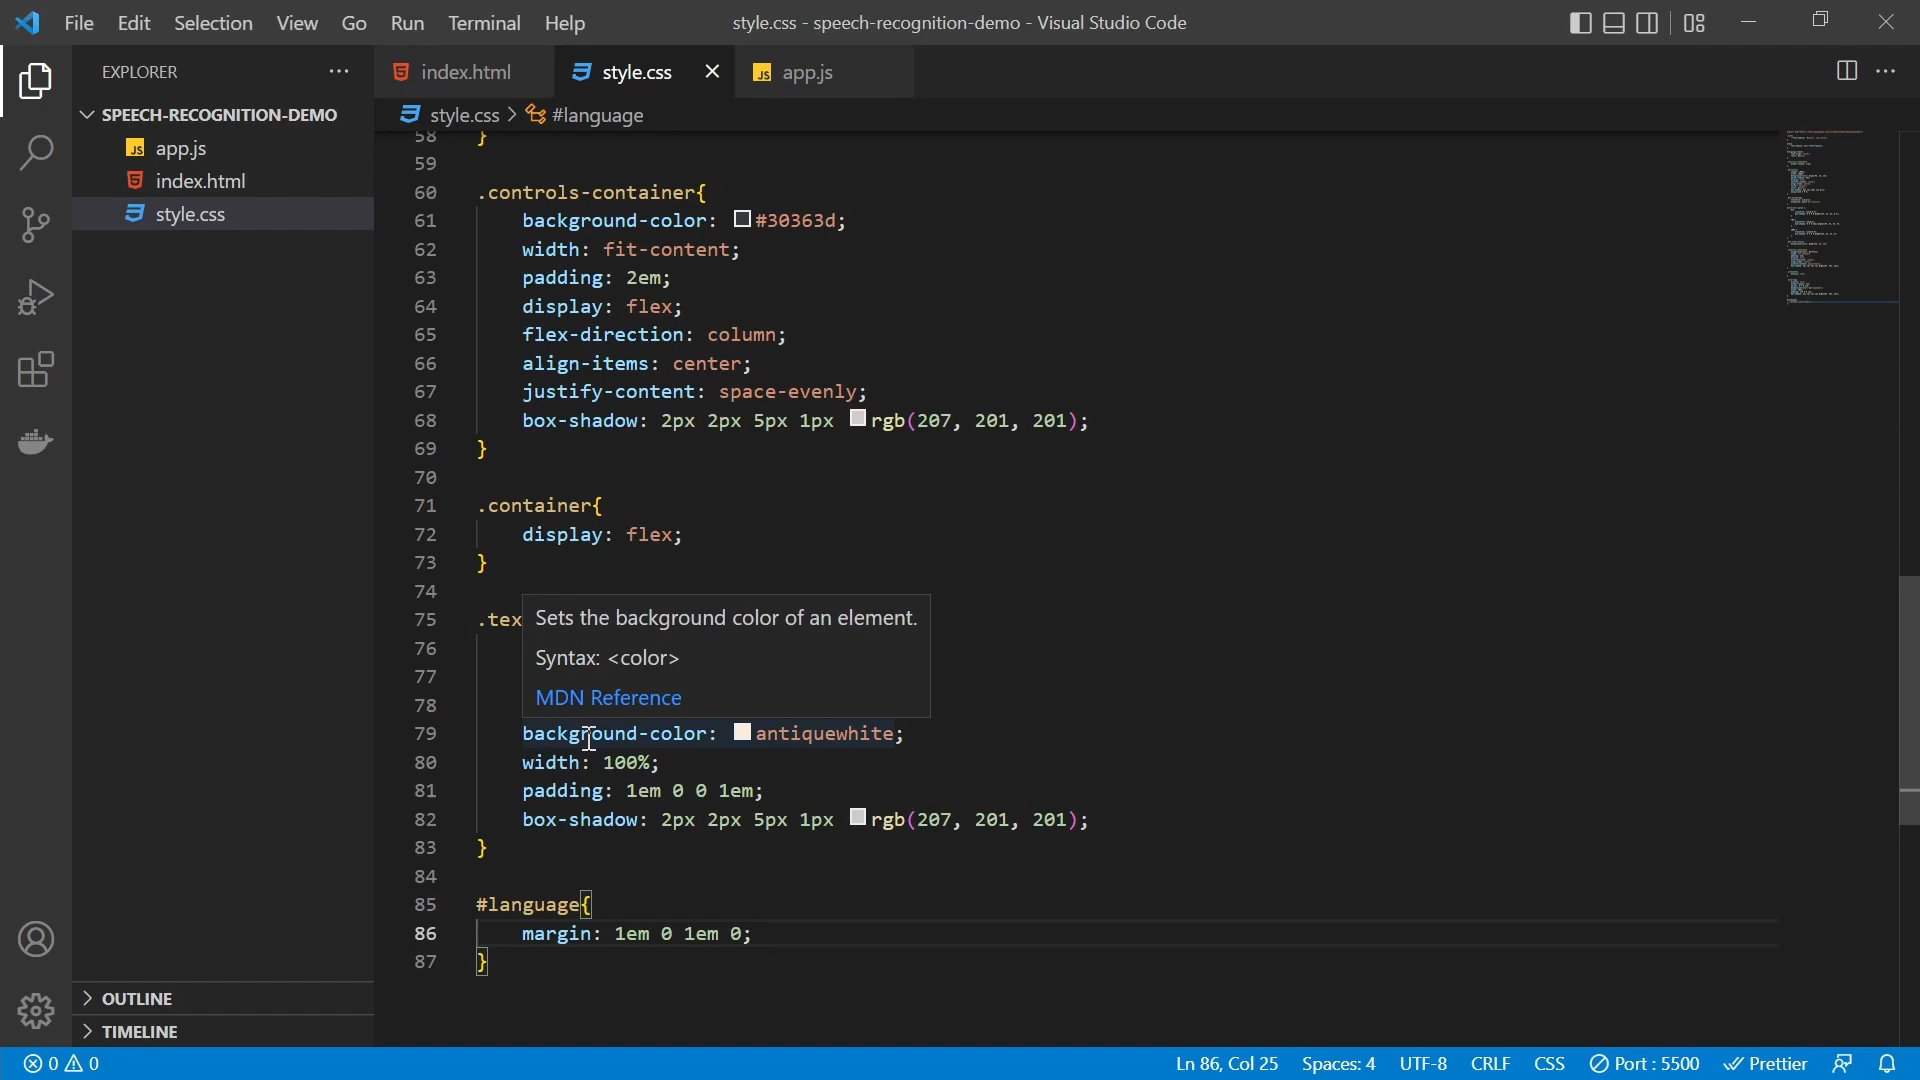 File Edit Selection View Go Run Terminal Help
style.css - speech-recognition-demo - Visual Studio Code
EXPLORER
SPEECH-RECOGNITION-DEMO
JS app.js
index.html
style.css
OUTLINE
TIMELINE
index.html
style.css
JS app.js
style.css > #language
58 }
59
60 .controls-container{
61 background-color: #30363d;
62 width: fit-content;
63 padding: 2em;
64 display: flex;
65 flex-direction: column;
66 align-items: center;
67 justify-content: space-evenly;
68 box-shadow: 2px 2px 5px 1px rgb(207, 201, 201);
69 }
70
71 .container{
72 display: flex;
73 }
74
75 .tex
Sets the background color of an element.
76
Syntax: <color>
77
MDN Reference
78
79 background-color: antiquewhite;
80 width: 100%;
81 padding: 1em 0 0 1em;
82 box-shadow: 2px 2px 5px 1px rgb(207, 201, 201);
83 }
84
85 #language{
86 margin: 1em 0 1em 0;
87 }
0 0
Ln 86, Col 25 Spaces: 4 UTF-8 CRLF CSS Port : 5500 Prettier